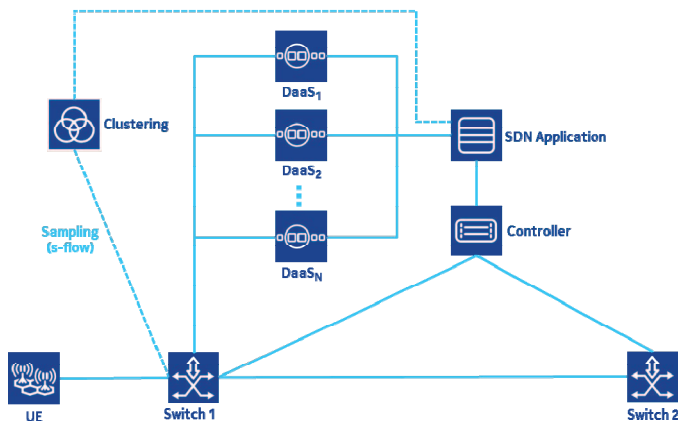 DaaS1
Clustering
SDN Application
DaaS2
Sampling
(s-flow)
Controller
DaaSN
UE
Switch 1
Switch 2